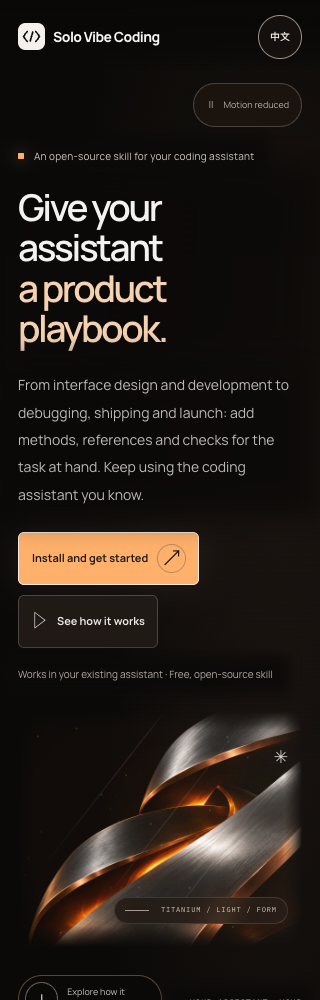 Solo Vibe Coding
中文
Motion reduced
An open-source skill for your coding assistant
Give your
assistant
a product
playbook.
From interface design and development to
debugging, shipping and launch: add
methods, references and checks for the
task at hand. Keep using the coding
assistant you know.
Install and get started
See how it works
Works in your existing assistant · Free, open-source skill
TITANIUM / LIGHT / FORM
Explore how it